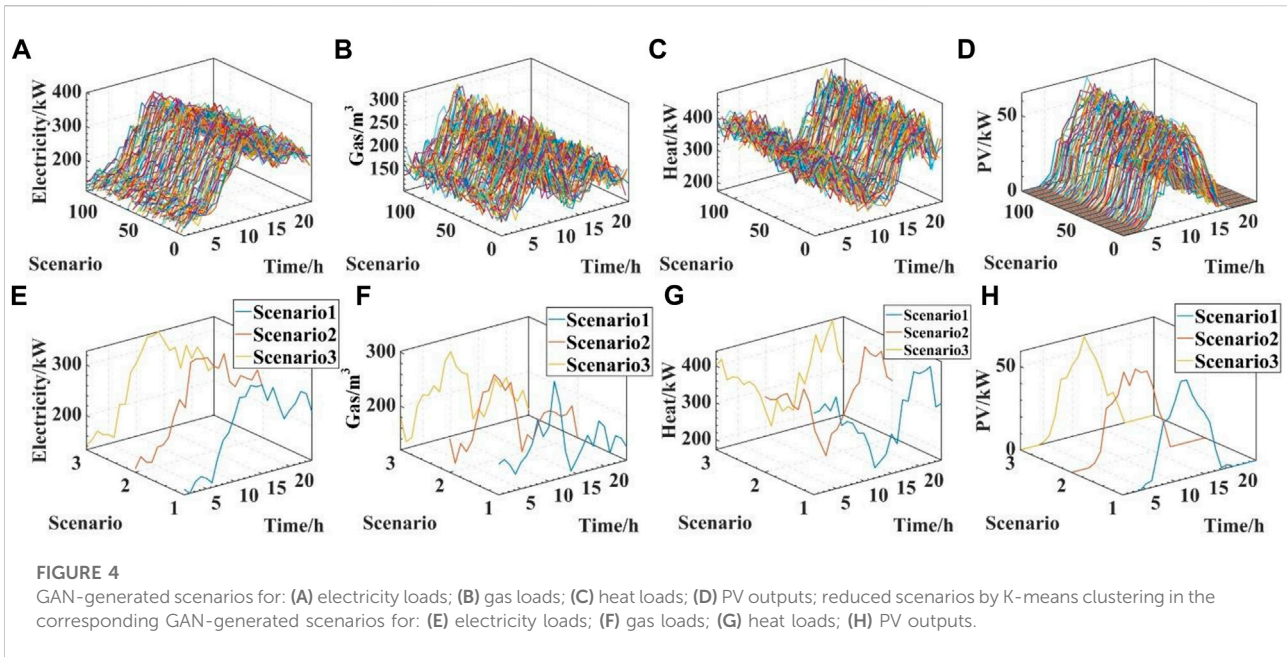 A
B
C
D
Electricity/kW
400
300
200
100
50
0
5
10
15
20
Scenario
Time/h
Gas/m³
300
250
200
150
100
50
0
5
10
15
20
Scenario
Time/h
Heat/kW
400
300
200
100
50
0
5
10
15
20
Scenario
Time/h
PV/kW
50
0
100
50
0
5
10
15
20
Scenario
Time/h
E
F
G
H
Scenario1
Scenario2
Scenario3
Electricity/kW
300
200
3
2
1
5
10
15
20
Scenario
Time/h
Scenario1
Scenario2
Scenario3
Gas/m³
300
200
3
2
1
5
10
15
20
Scenario
Time/h
Scenario1
Scenario2
Scenario3
Heat/kW
400
300
200
3
2
1
5
10
15
20
Scenario
Time/h
Scenario1
Scenario2
Scenario3
PV/kW
50
0
3
2
1
5
10
15
20
Scenario
Time/h
FIGURE 4
GAN-generated scenarios for: (A) electricity loads; (B) gas loads; (C) heat loads; (D) PV outputs; reduced scenarios by K-means clustering in the
corresponding GAN-generated scenarios for: (E) electricity loads; (F) gas loads; (G) heat loads; (H) PV outputs.